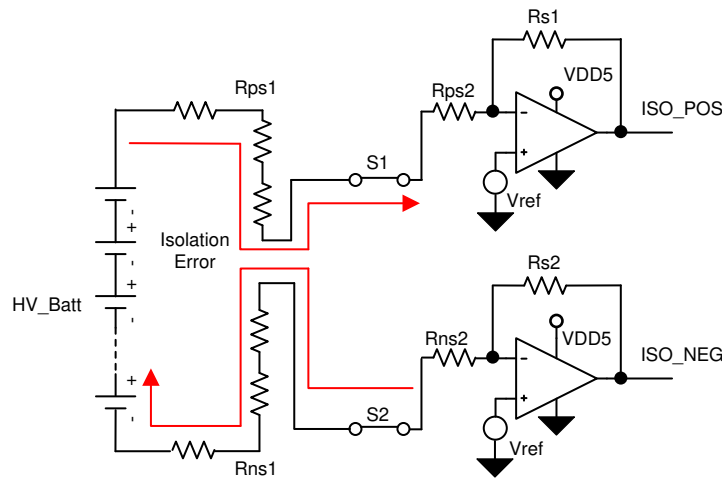 Rs1
Rps1
Rps2
VDD5
ISO_POS
-
+
S1
Vref
-
+
Isolation
Error
-
+
HV_Batt
-
+
-
Rs2
Rns2
VDD5
ISO_NEG
-
+
S2
Vref
Rns1